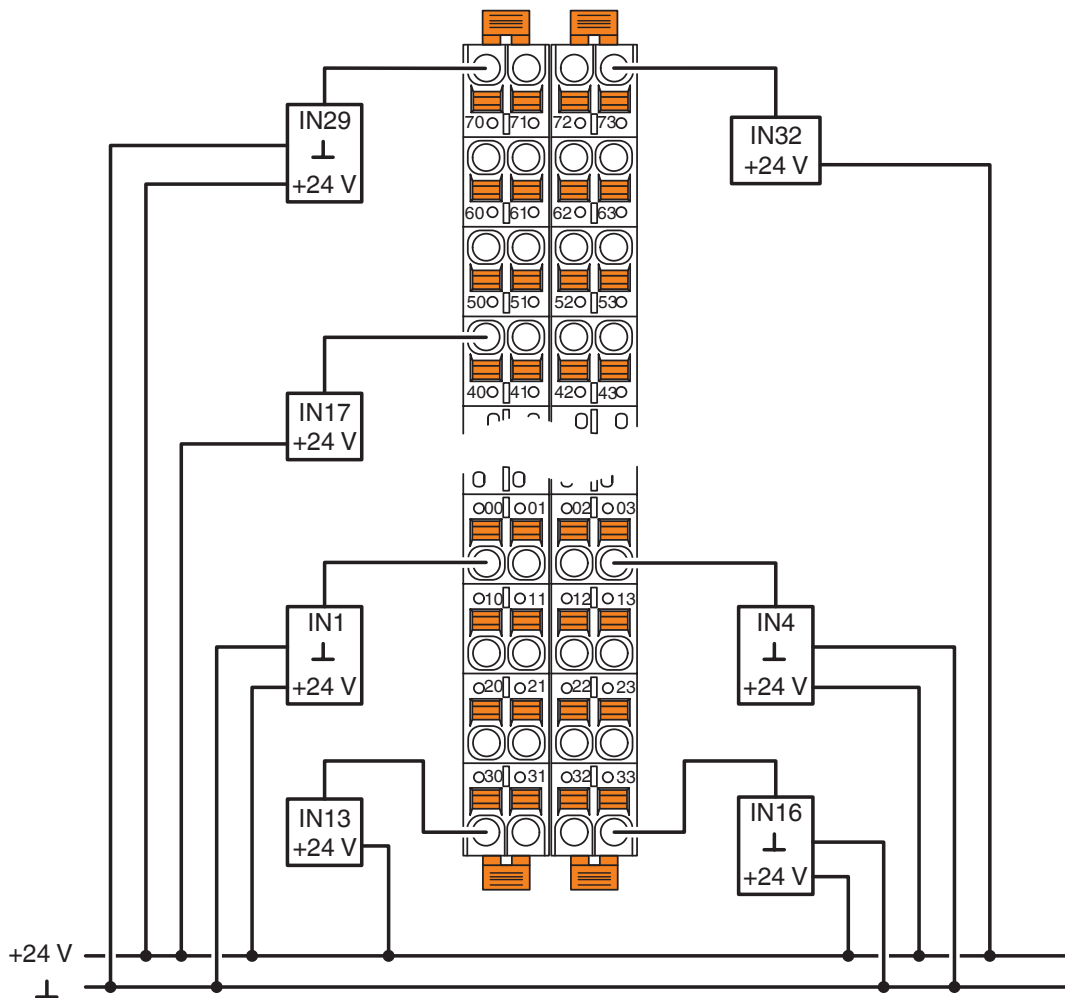 IN29
+24 V
70 71 72 73
IN32
+24 V
60 61 62 63
50 51 52 53
40 41 42 43
IN17
+24 V
00 01 02 03
10 11 12 13
IN1
+24 V
IN4
+24 V
20 21 22 23
30 31 32 33
IN13
+24 V
IN16
+24 V
+24 V